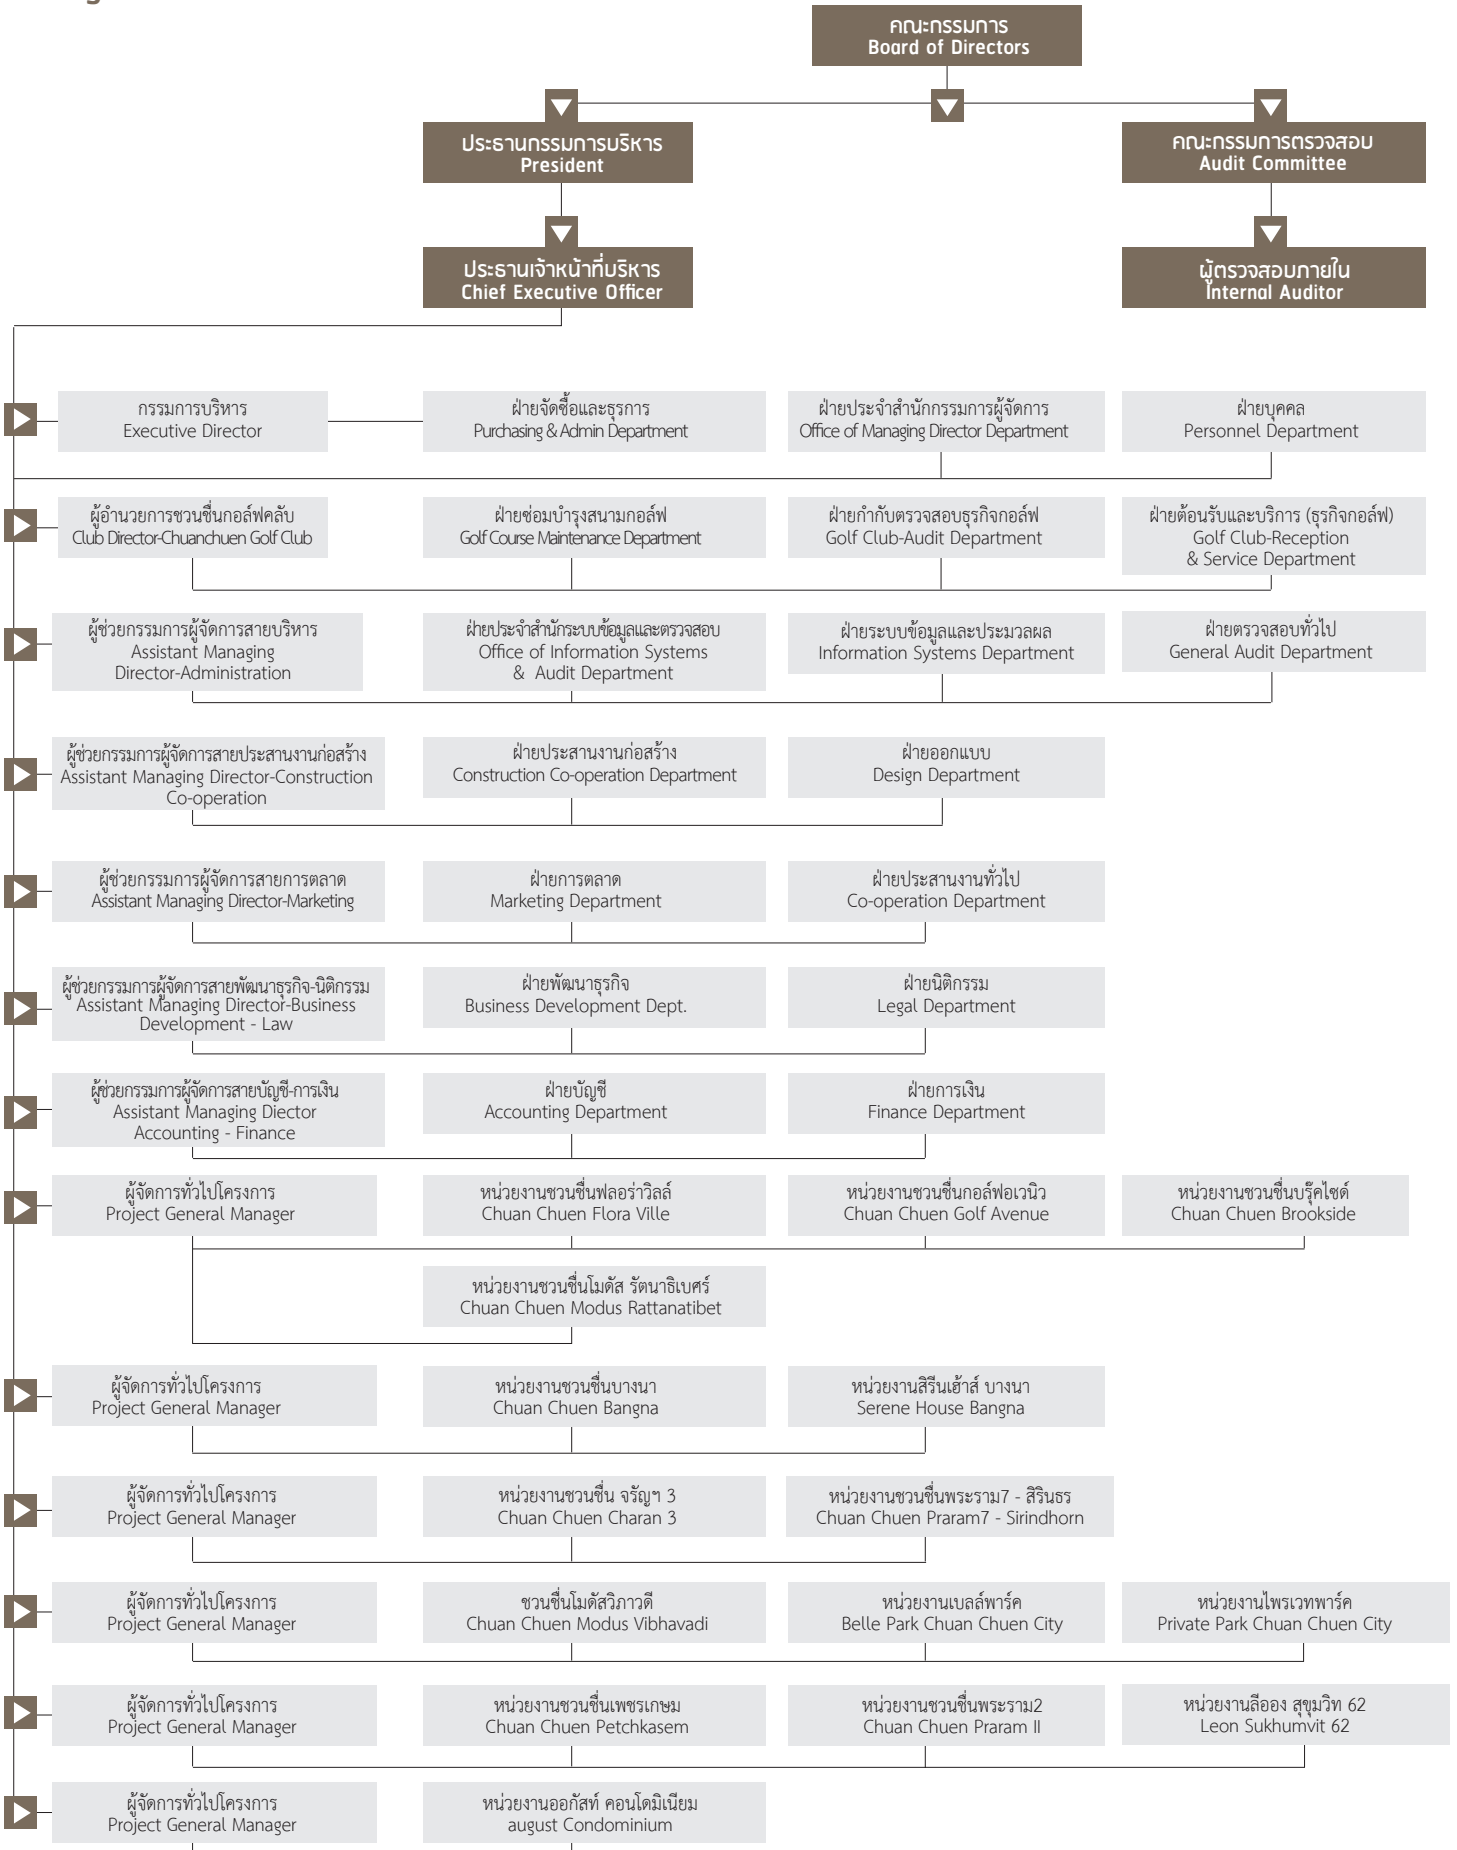 คณะกรรมการ
Board of Directors
ประธานกรรมการบริหาร
President
คณะกรรมการตรวจสอบ
Audit Committee
ประธานเจ้าหน้าที่บริหาร
Chief Executive Officer
ผู้ตรวจสอบภายใน
Internal Auditor
กรรมการบริหาร
Executive Director
ฝ่ายจัดซื้อและธุรการ
Purchasing & Admin Department
ฝ่ายประจำสำนักกรรมการผู้จัดการ
Office of Managing Director Department
ฝ่ายบุคคล
Personnel Department
ผู้อำนวยการชวนชื่นกอล์ฟคลับ
Club Director-Chuanchuen Golf Club
ฝ่ายซ่อมบำรุงสนามกอล์ฟ
Golf Course Maintenance Department
ฝ่ายกำกับตรวจสอบธุรกิจกอล์ฟ
Golf Club-Audit Department
ฝ่ายต้อนรับและบริการ (ธุรกิจกอล์ฟ)
Golf Club-Reception
& Service Department
ผู้ช่วยกรรมการผู้จัดการสายบริหาร
Assistant Managing
Director-Administration
ฝ่ายประจำสำนักระบบข้อมูลและตรวจสอบ
Office of Information Systems
& Audit Department
ฝ่ายระบบข้อมูลและประมวลผล
Information Systems Department
ฝ่ายตรวจสอบทั่วไป
General Audit Department
ผู้ช่วยกรรมการผู้จัดการสายประสานงานก่อสร้าง
Assistant Managing Director-Construction
Co-operation
ฝ่ายประสานงานก่อสร้าง
Construction Co-operation Department
ฝ่ายออกแบบ
Design Department
ผู้ช่วยกรรมการผู้จัดการสายการตลาด
Assistant Managing Director-Marketing
ฝ่ายการตลาด
Marketing Department
ฝ่ายประสานงานทั่วไป
Co-operation Department
ผู้ช่วยกรรมการผู้จัดการสายพัฒนาธุรกิจ-นิติกรรม
Assistant Managing Director-Business
Development - Law
ฝ่ายพัฒนาธุรกิจ
Business Development Dept.
ฝ่ายนิติกรรม
Legal Department
ผู้ช่วยกรรมการผู้จัดการสายบัญชี-การเงิน
Assistant Managing Diector
Accounting - Finance
ฝ่ายบัญชี
Accounting Department
ฝ่ายการเงิน
Finance Department
ผู้จัดการทั่วไปโครงการ
Project General Manager
หน่วยงานชวนชื่นฟลอร่าวิลล์
Chuan Chuen Flora Ville
หน่วยงานชวนชื่นกอล์ฟอเวนิว
Chuan Chuen Golf Avenue
หน่วยงานชวนชื่นบรุ๊คไซด์
Chuan Chuen Brookside
หน่วยงานชวนชื่นโมดัส รัตนาธิเบศร์
Chuan Chuen Modus Rattanatibet
ผู้จัดการทั่วไปโครงการ
Project General Manager
หน่วยงานชวนชื่นบางนา
Chuan Chuen Bangna
หน่วยงานสิรีนเฮ้าส์ บางนา
Serene House Bangna
ผู้จัดการทั่วไปโครงการ
Project General Manager
หน่วยงานชวนชื่น จรัญฯ 3
Chuan Chuen Charan 3
หน่วยงานชวนชื่นพระราม7 - สิรินธร
Chuan Chuen Praram7 - Sirindhorn
ผู้จัดการทั่วไปโครงการ
Project General Manager
ชวนชื่นโมดัสวิภาวดี
Chuan Chuen Modus Vibhavadi
หน่วยงานเบลล์พาร์ค
Belle Park Chuan Chuen City
หน่วยงานไพรเวทพาร์ค
Private Park Chuan Chuen City
ผู้จัดการทั่วไปโครงการ
Project General Manager
หน่วยงานชวนชื่นเพชรเกษม
Chuan Chuen Petchkasem
หน่วยงานชวนชื่นพระราม2
Chuan Chuen Praram II
หน่วยงานลีออง สุขุมวิท 62
Leon Sukhumvit 62
ผู้จัดการทั่วไปโครงการ
Project General Manager
หน่วยงานออกัสท์ คอนโดมิเนียม
august Condominium